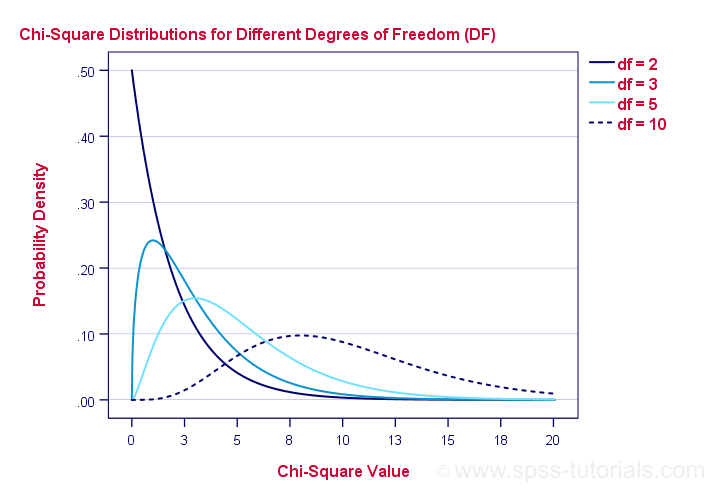 Chi-Square Distributions for Different Degrees of Freedom (DF)
df = 2
df = 3
df = 5
df = 10
Probability Density
.50
.40
.30
.20
.10
.00
0 3 5 8 10 13 15 18 20
Chi-Square Value
© www.spss-tutorials.com